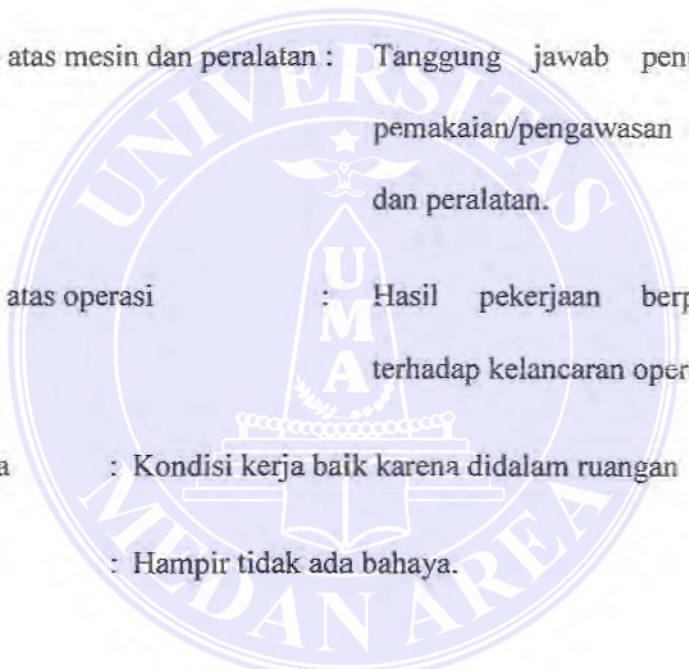 atas mesin dan peralatan : Tanggung jawab
pemakaian/pengawasan
dan peralatan.
atas operasi : Hasil pekerjaan
terhadap kelancaran
: Kondisi kerja baik karena didalam ruangan
: Hampir tidak ada bahaya.
UNIVERSITAS
UMA
MEDAN AREA